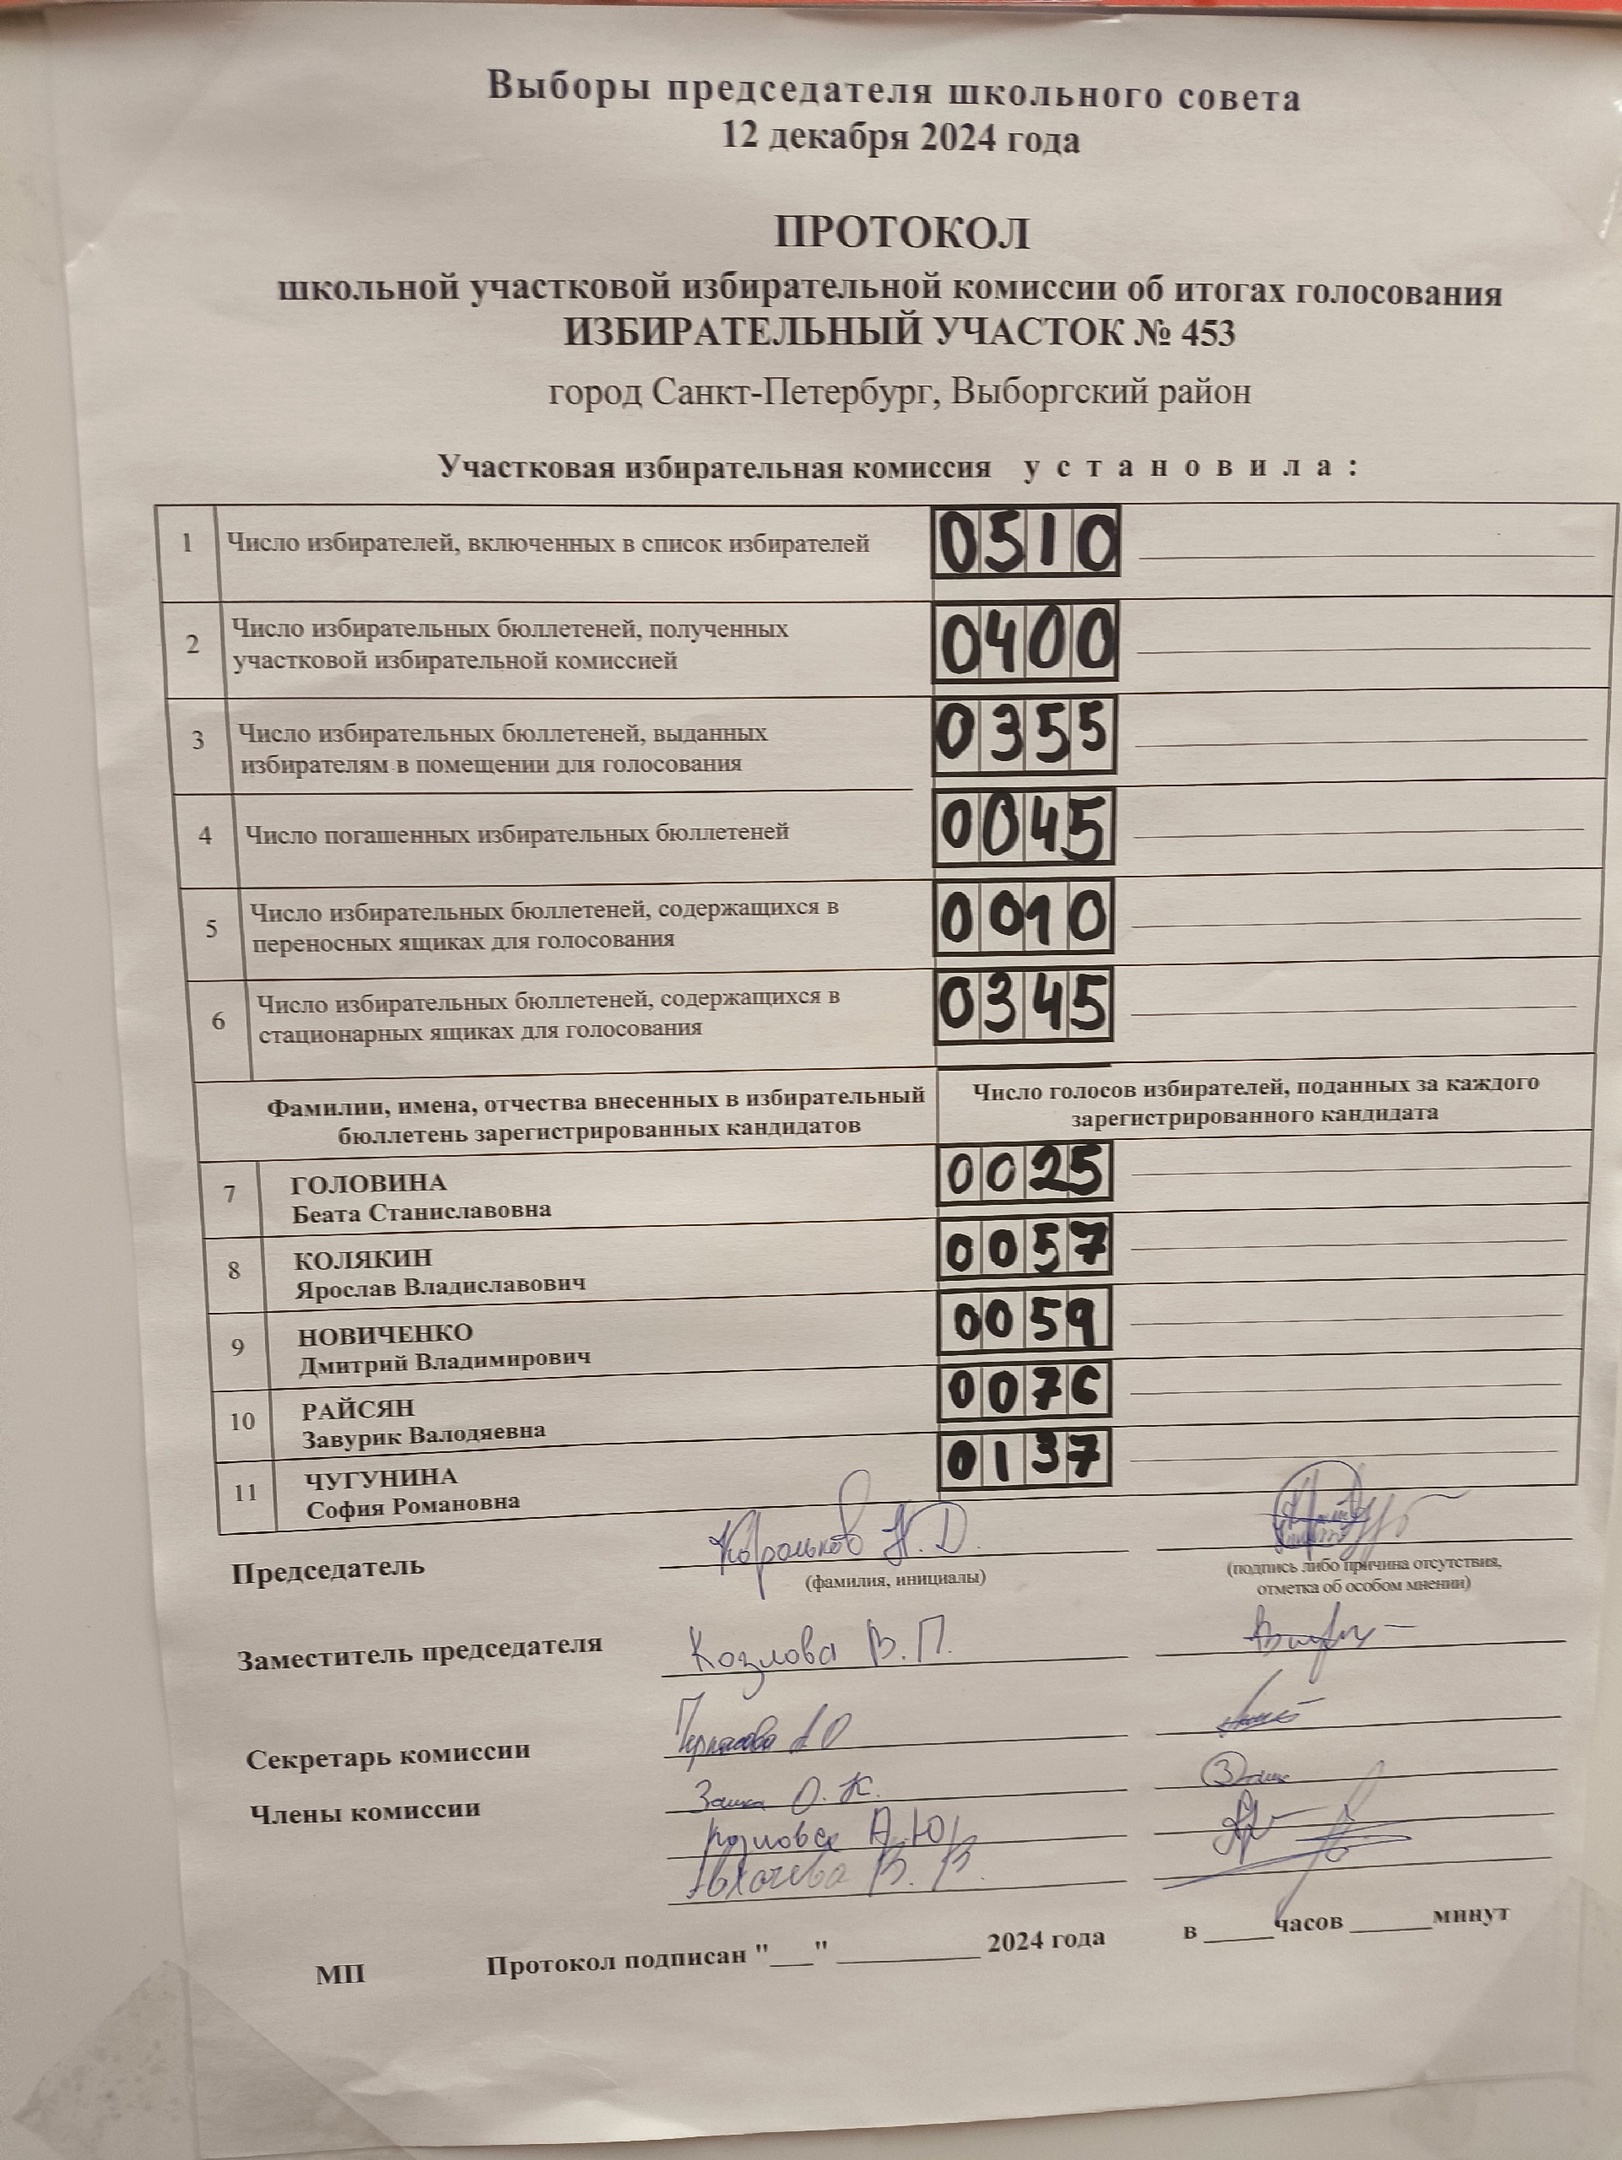 Выборы председателя школьного совета
12 декабря 2024 года
ПРОТОКОЛ
школьной участковой избирательной комиссии об итогах голосования
ИЗБИРАТЕЛЬНЫЙ УЧАСТОК № 453
город Санкт-Петербург, Выборгский район
Участковая избирательная комиссия у с т а н о в и л а :
1 Число избирателей, включенных в список избирателей 0510
2 Число избирательных бюллетеней, полученных
участковой избирательной комиссией 0400
3 Число избирательных бюллетеней, выданных
избирателям в помещении для голосования 0355
4 Число погашенных избирательных бюллетеней 0045
5 Число избирательных бюллетеней, содержащихся в
переносных ящиках для голосования 0010
6 Число избирательных бюллетеней, содержащихся в
стационарных ящиках для голосования 0345
Фамилии, имена, отчества внесенных в избирательный
бюллетень зарегистрированных кандидатов
Число голосов избирателей, поданных за каждого
зарегистрированного кандидата
7 ГОЛОВИНА
Беата Станиславовна 0025
8 КОЛЯКИН
Ярослав Владиславович 0057
9 НОВИЧЕНКО
Дмитрий Владимирович 0059
10 РАЙСЯН
Завурик Валодяевна 0076
11 ЧУГУНИНА
София Романовна 0137
Председатель Корольков Н.Д.
(фамилия, инициалы)
(подпись либо причина отсутствия,
отметка об особом мнении)
Заместитель председателя Козлова В.П.
Секретарь комиссии
Члены комиссии О.К.
А.Ю.
В.В.
МП Протокол подписан "___" __________ 2024 года в _____часов ______минут